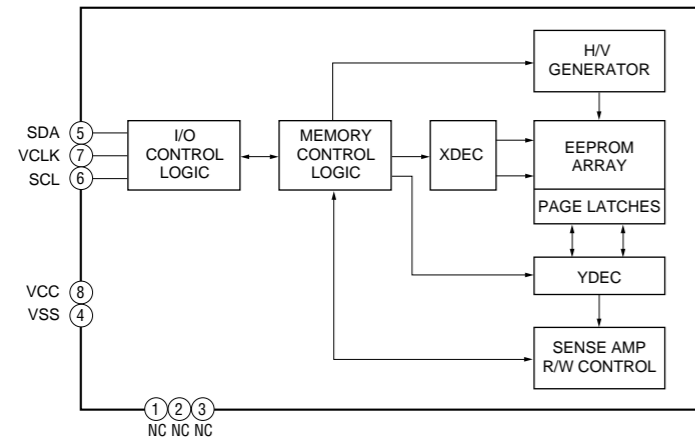 H/V
GENERATOR
SDA 5
VCLK 7
SCL 6
I/O
CONTROL
LOGIC
MEMORY
CONTROL
LOGIC
XDEC
EEPROM
ARRAY
PAGE LATCHES
YDEC
VCC 8
VSS 4
SENSE AMP
R/W CONTROL
1 2 3
NC NC NC